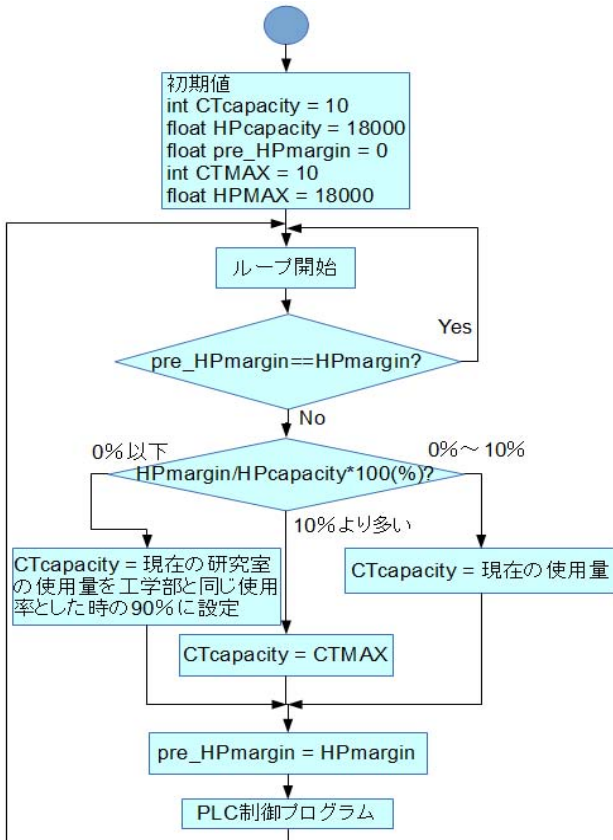 初期値
int CTcapacity = 10
float HPcapacity = 18000
float pre_HPmargin = 0
int CTMAX = 10
float HPMAX = 18000
ループ開始
Yes
pre_HPmargin==HPmargin?
No
0%以下
0%～10%
HPmargin/HPcapacity*100(%)?
10%より多い
CTcapacity = 現在の研究室
の使用量を工学部と同じ使用
率とした時の90%に設定
CTcapacity = 現在の使用量
CTcapacity = CTMAX
pre_HPmargin = HPmargin
PLC制御プログラム